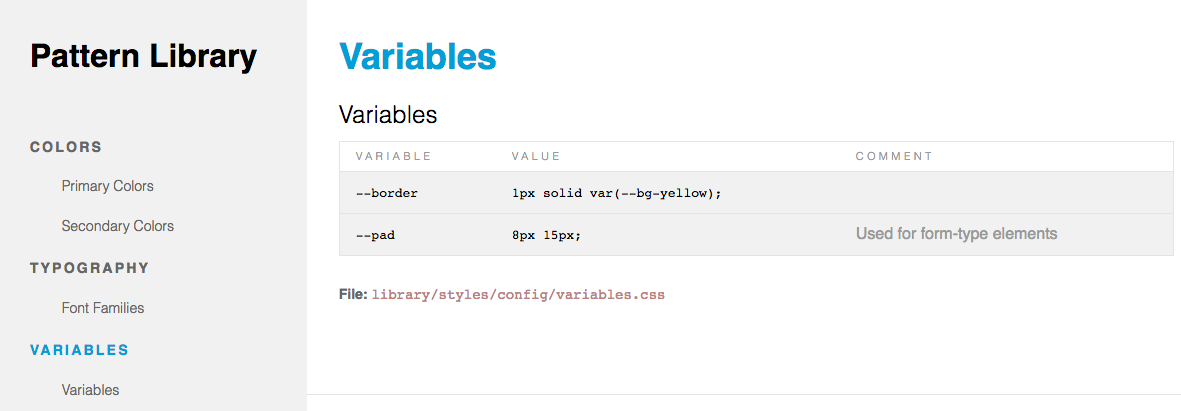 Pattern Library
COLORS
Primary Colors
Secondary Colors
TYPOGRAPHY
Font Families
VARIABLES
Variables
Variables
Variables
VARIABLE VALUE COMMENT
--border 1px solid var(--bg-yellow);
--pad 8px 15px; Used for form-type elements
File: library/styles/config/variables.css